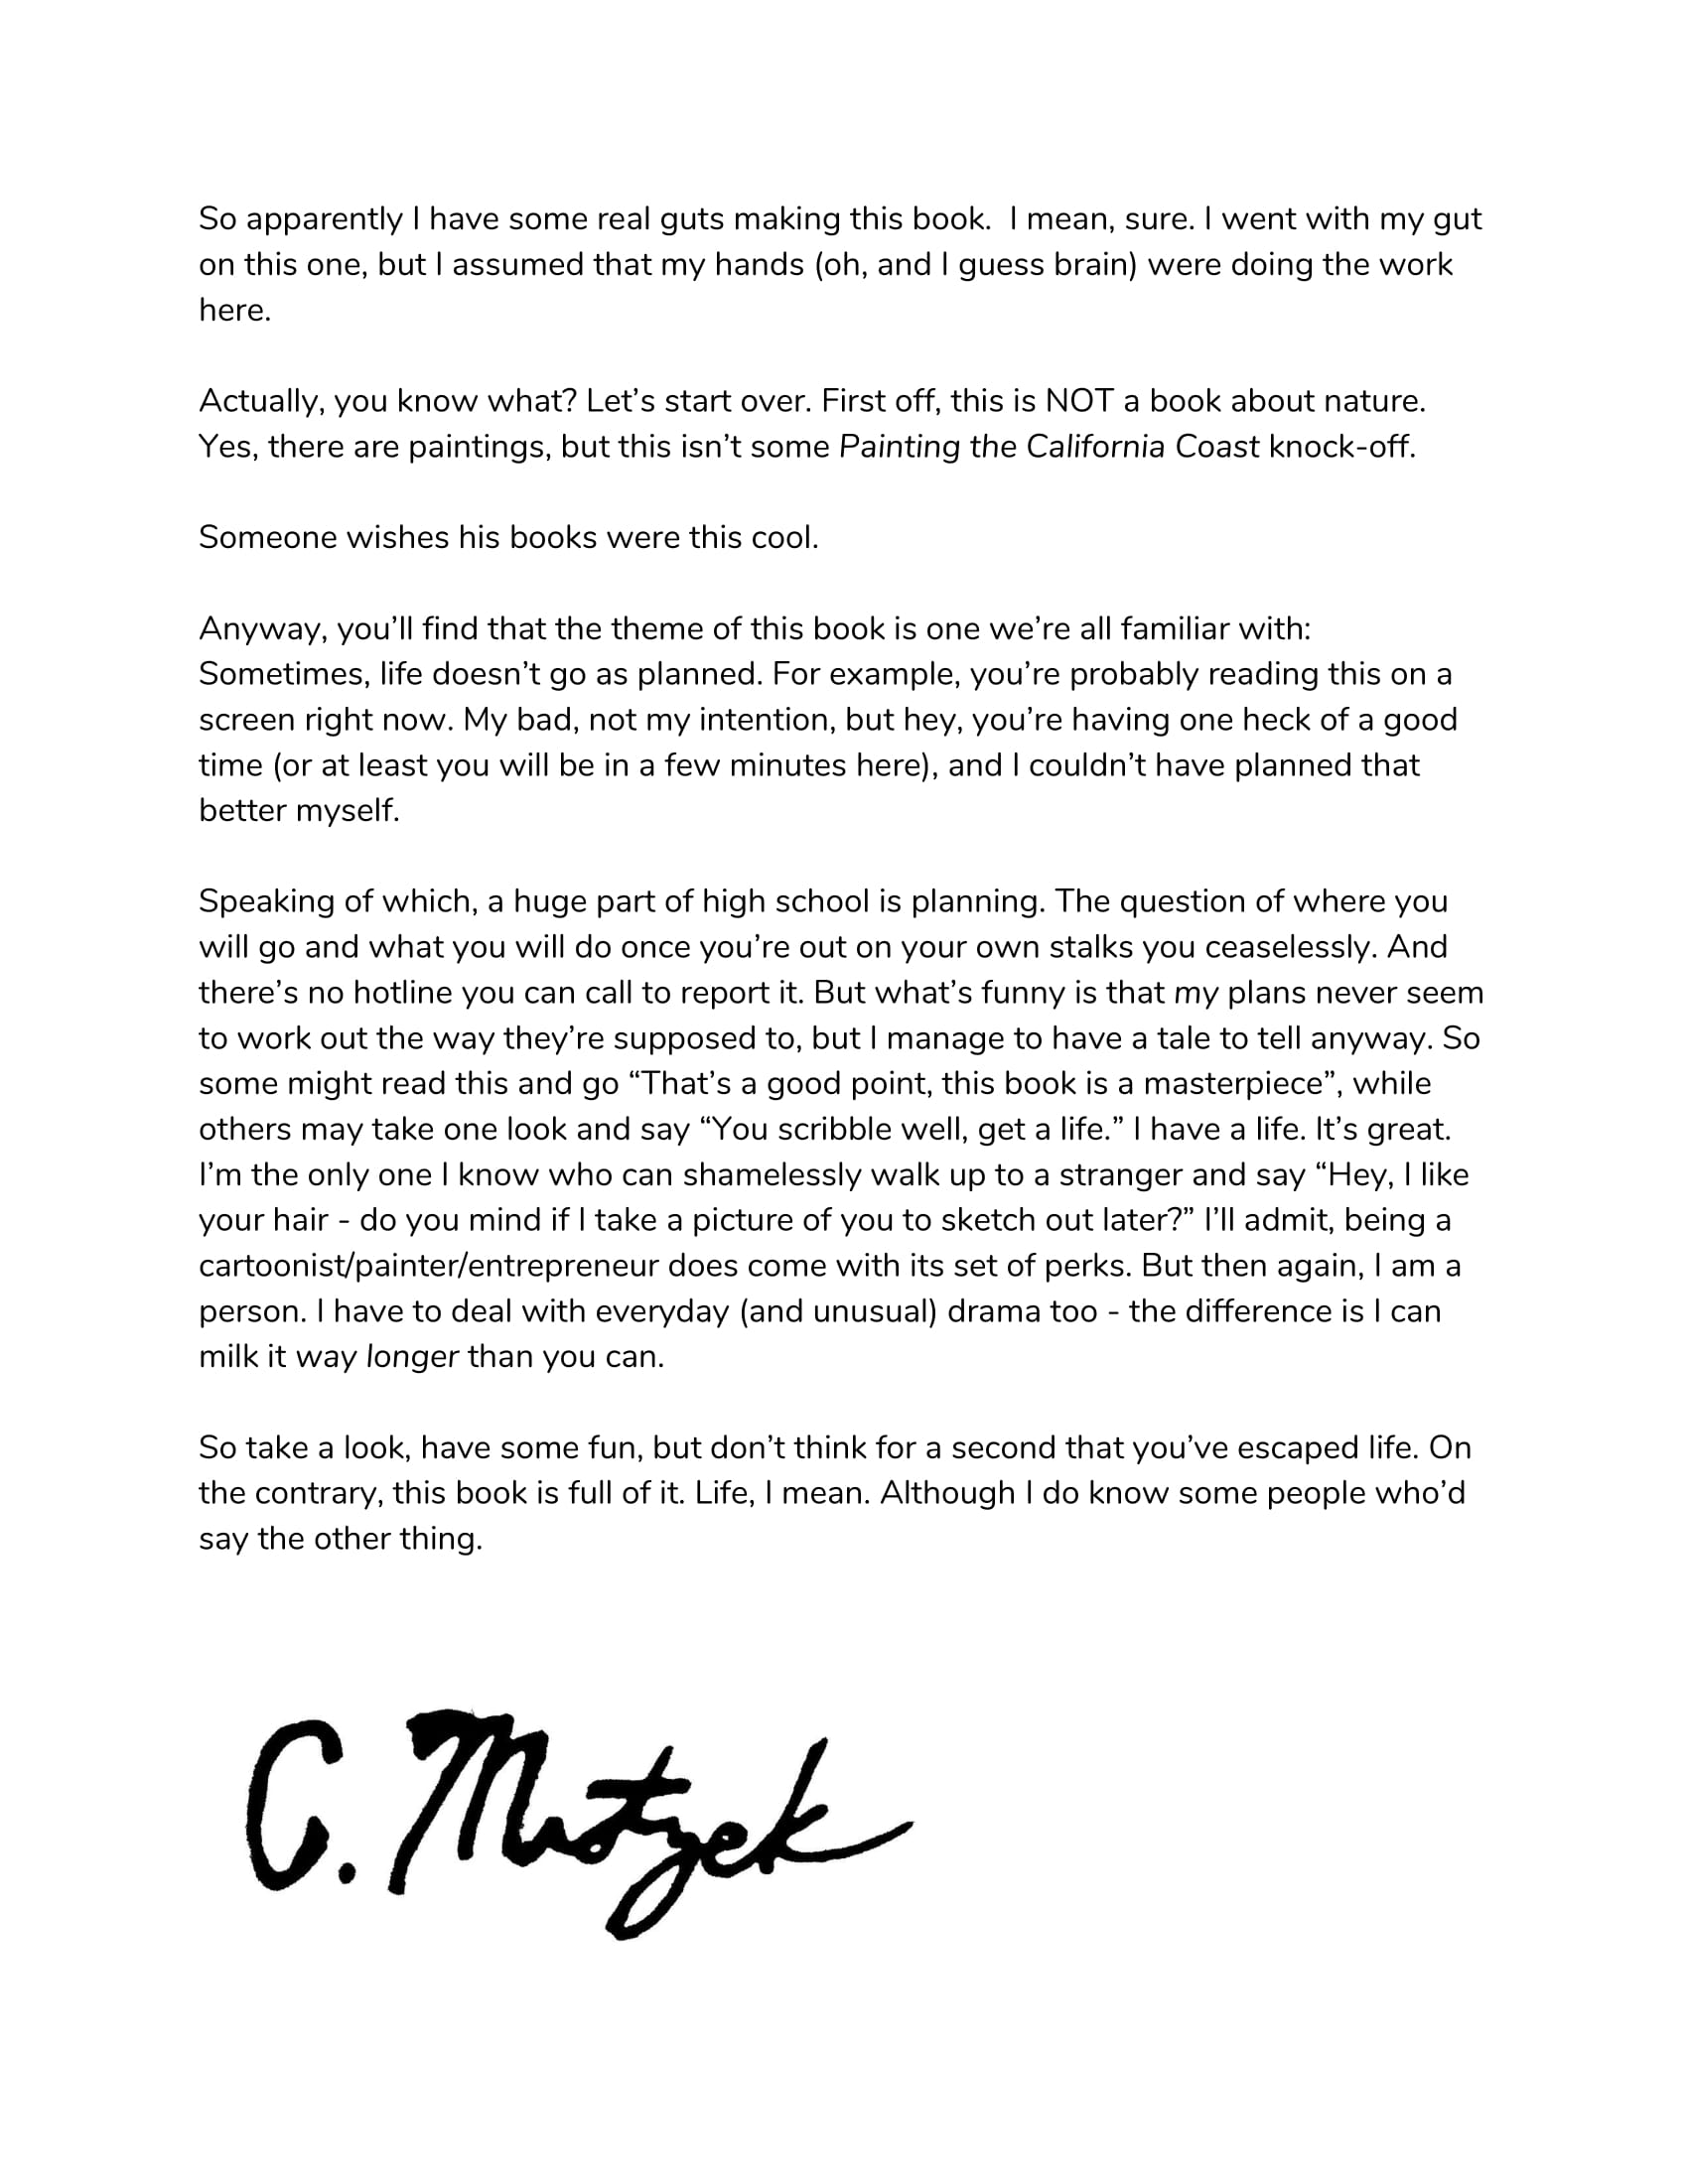 So apparently I have some real guts making this book.  I mean, sure. I went with my gut
on this one, but I assumed that my hands (oh, and I guess brain) were doing the work
here.
Actually, you know what? Let’s start over. First off, this is NOT a book about nature.
Yes, there are paintings, but this isn’t some Painting the California Coast knock-off.
Someone wishes his books were this cool.
Anyway, you’ll find that the theme of this book is one we’re all familiar with:
Sometimes, life doesn’t go as planned. For example, you’re probably reading this on a
screen right now. My bad, not my intention, but hey, you’re having one heck of a good
time (or at least you will be in a few minutes here), and I couldn’t have planned that
better myself.
Speaking of which, a huge part of high school is planning. The question of where you
will go and what you will do once you’re out on your own stalks you ceaselessly. And
there’s no hotline you can call to report it. But what’s funny is that my plans never seem
to work out the way they’re supposed to, but I manage to have a tale to tell anyway. So
some might read this and go “That’s a good point, this book is a masterpiece”, while
others may take one look and say “You scribble well, get a life.” I have a life. It’s great.
I’m the only one I know who can shamelessly walk up to a stranger and say “Hey, I like
your hair - do you mind if I take a picture of you to sketch out later?” I’ll admit, being a
cartoonist/painter/entrepreneur does come with its set of perks. But then again, I am a
person. I have to deal with everyday (and unusual) drama too - the difference is I can
milk it way longer than you can.
So take a look, have some fun, but don’t think for a second that you’ve escaped life. On
the contrary, this book is full of it. Life, I mean. Although I do know some people who’d
say the other thing.
C.